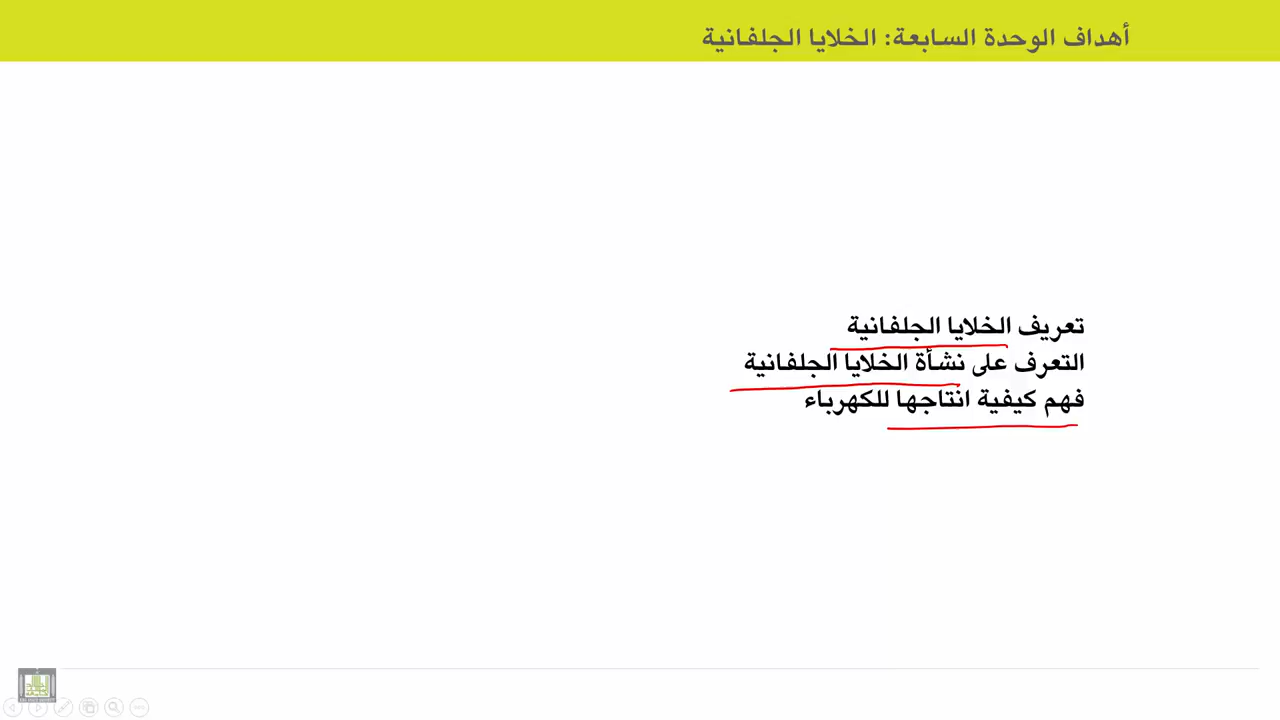 أهداف الوحدة السابعة: الخلايا الجلفانية
تعريف الخلايا الجلفانية
التعرف على نشأة الخلايا الجلفانية
فهم كيفية انتاجها للكهرباء